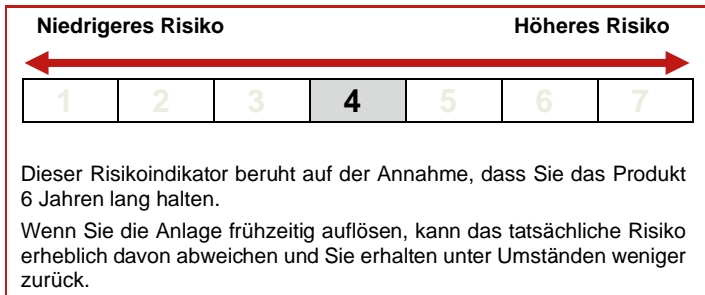 Niedrigeres Risiko Höheres Risiko
1 2 3 4 5 6 7
Dieser Risikoindikator beruht auf der Annahme, dass Sie das Produkt
6 Jahren lang halten.
Wenn Sie die Anlage frühzeitig auflösen, kann das tatsächliche Risiko
erheblich davon abweichen und Sie erhalten unter Umständen weniger
zurück.